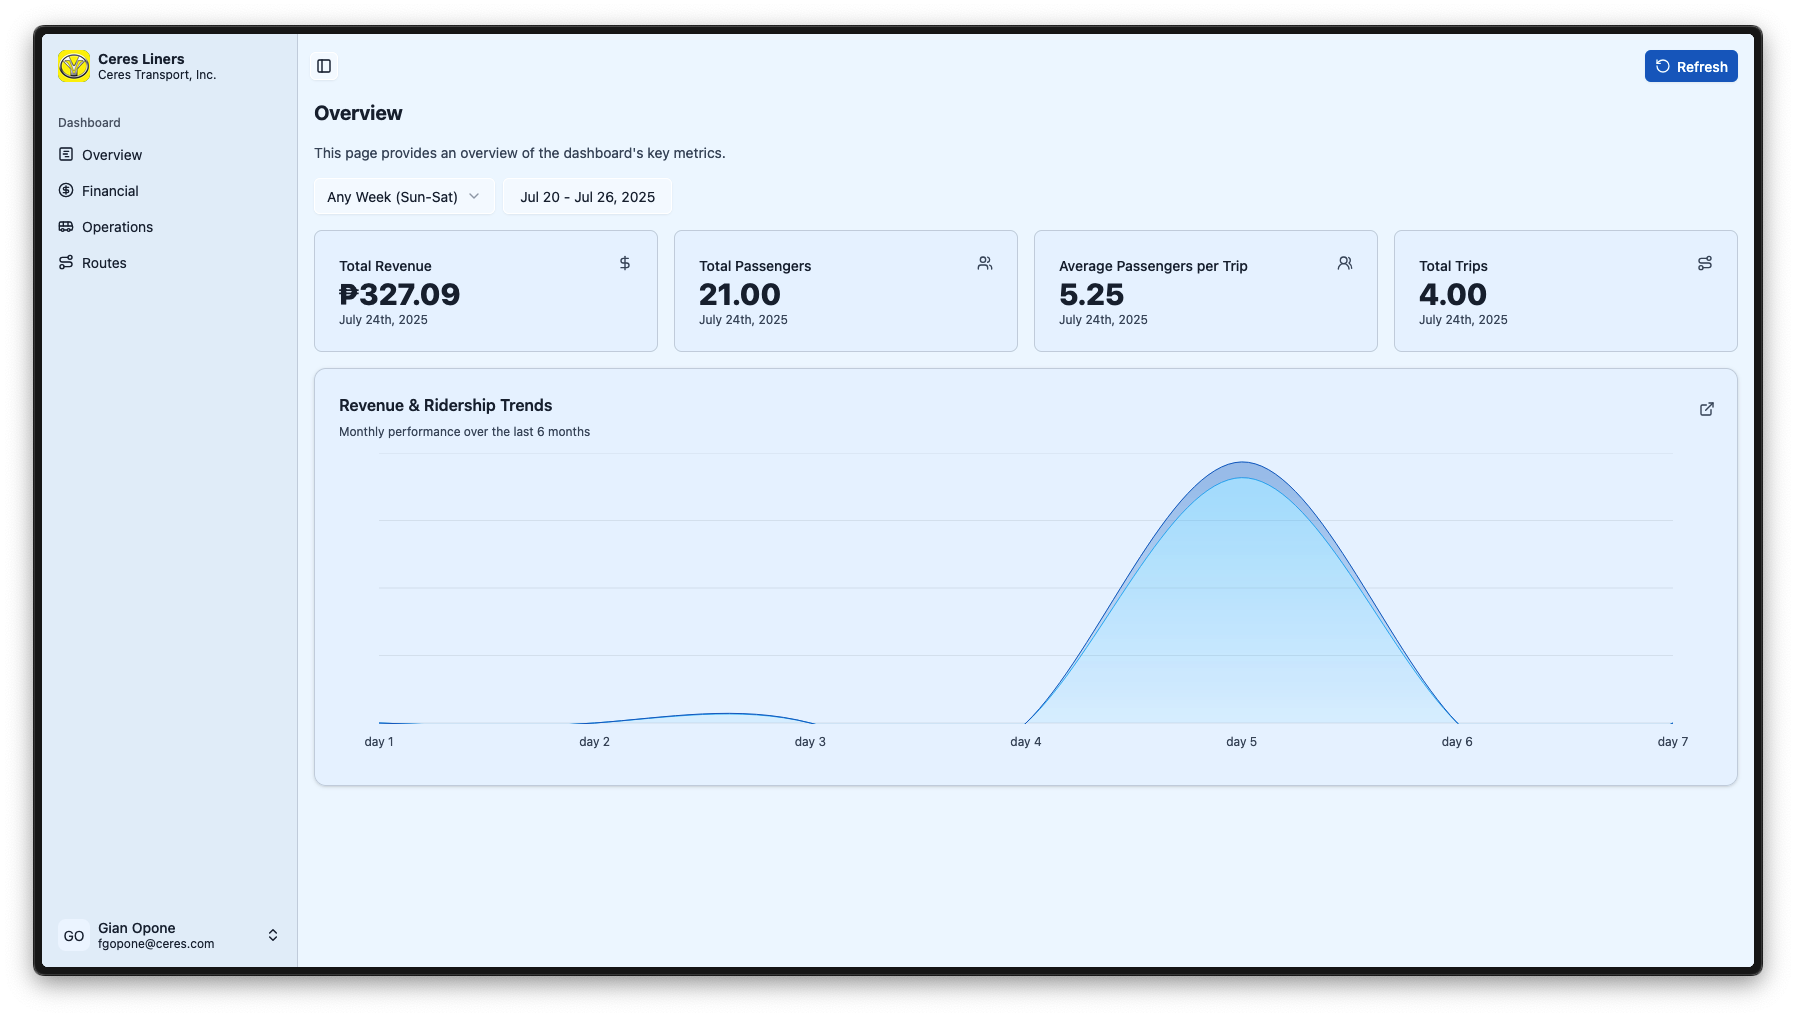 Ceres Liners
Ceres Transport, Inc.
Dashboard
Overview
Financial
Operations
Routes
Gian Opone
fgopone@ceres.com
GO
Refresh
Overview
This page provides an overview of the dashboard's key metrics.
Any Week (Sun-Sat)
Jul 20 - Jul 26, 2025
Total Revenue
₱327.09
July 24th, 2025
Total Passengers
21.00
July 24th, 2025
Average Passengers per Trip
5.25
July 24th, 2025
Total Trips
4.00
July 24th, 2025
Revenue & Ridership Trends
Monthly performance over the last 6 months
day 1 day 2 day 3 day 4 day 5 day 6 day 7